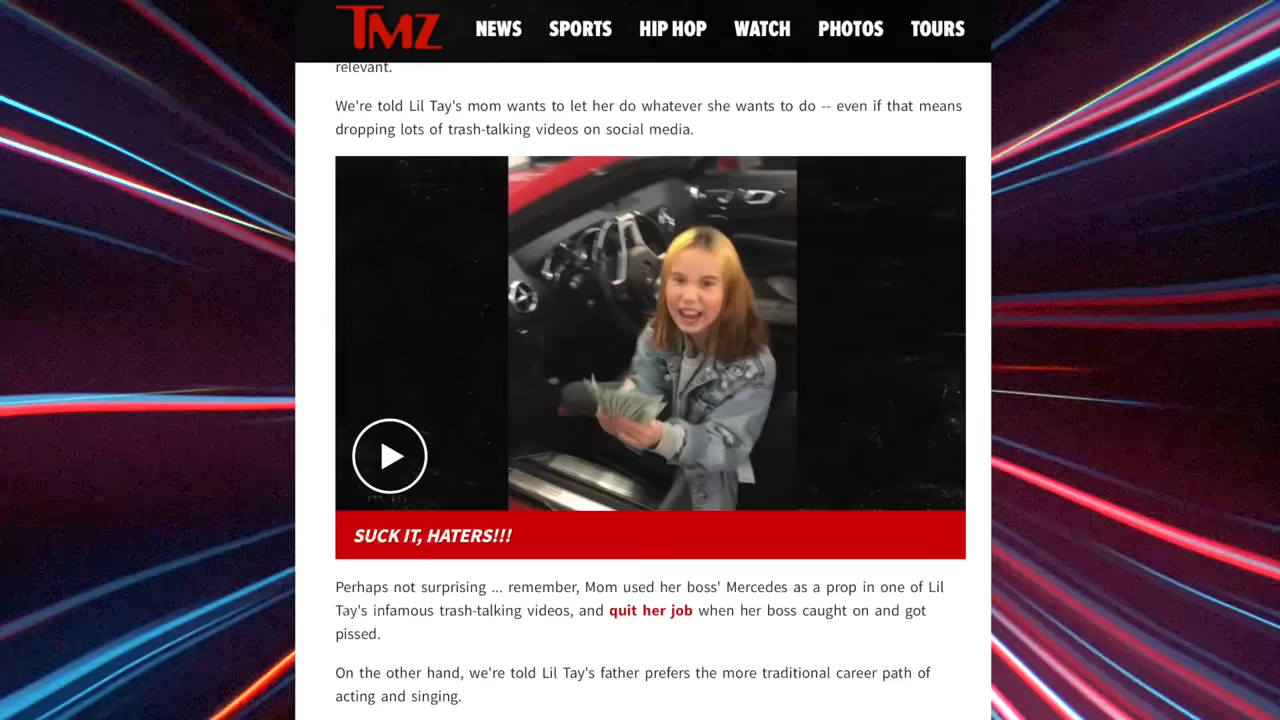 TMZ NEWS SPORTS HIP HOP WATCH PHOTOS TOURS
relevant.
We're told Lil Tay's mom wants to let her do whatever she wants to do -- even if that means
dropping lots of trash-talking videos on social media.
SUCK IT, HATERS!!!
Perhaps not surprising ... remember, Mom used her boss' Mercedes as a prop in one of Lil
Tay's infamous trash-talking videos, and quit her job when her boss caught on and got
pissed.
On the other hand, we're told Lil Tay's father prefers the more traditional career path of
acting and singing.